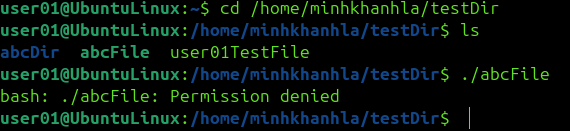 user01@UbuntuLinux:~$ cd /home/minhkhanhla/testDir
user01@UbuntuLinux:/home/minhkhanhla/testDir$ ls
abcDir  abcFile  user01TestFile
user01@UbuntuLinux:/home/minhkhanhla/testDir$ ./abcFile
bash: ./abcFile: Permission denied
user01@UbuntuLinux:/home/minhkhanhla/testDir$